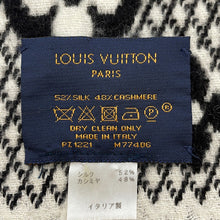 LOUIS VUITTON
PARIS
52%SILK 48%CASHMERE
DRY CLEAN ONLY
MADE IN ITALY
PZ1221 M77406
シルク 52%
カシミヤ 48%
イタリア製